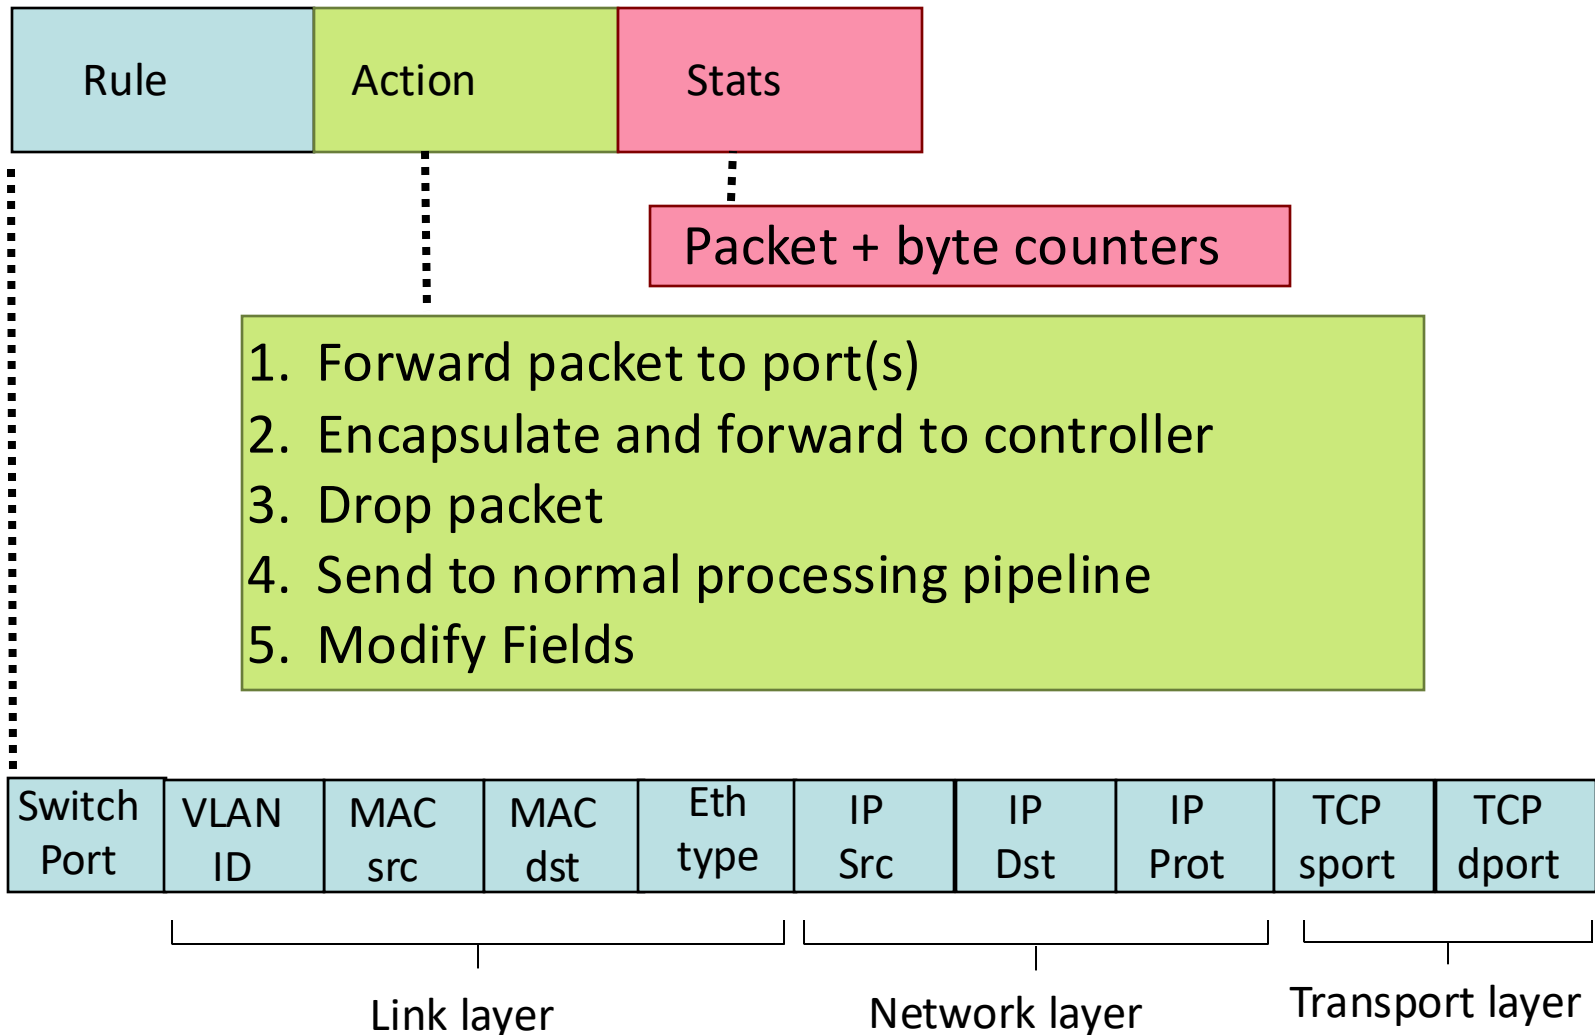 Rule
Action
Stats
Packet + byte counters
1. Forward packet to port(s)
2. Encapsulate and forward to controller
3. Drop packet
4. Send to normal processing pipeline
5. Modify Fields
Switch
Port
VLAN
ID
MAC
src
MAC
dst
Eth
type
IP
Src
IP
Dst
IP
Prot
TCP
sport
TCP
dport
Link layer
Network layer
Transport layer